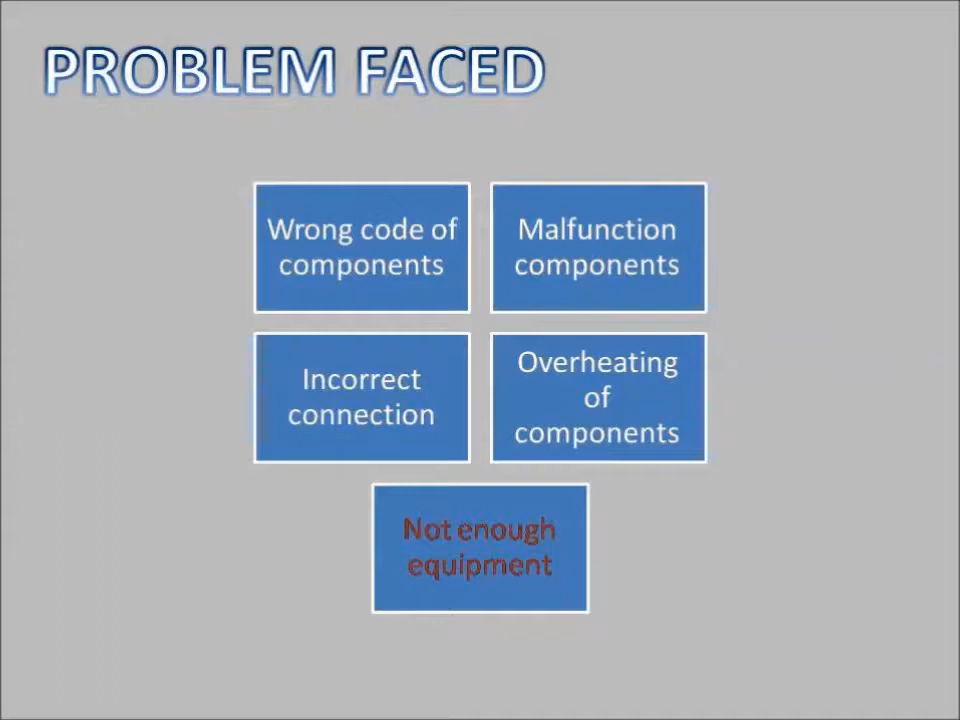 PROBLEM FACED
Wrong code of
components
Malfunction
components
Incorrect
connection
Overheating
of
components
Not enough
equipment